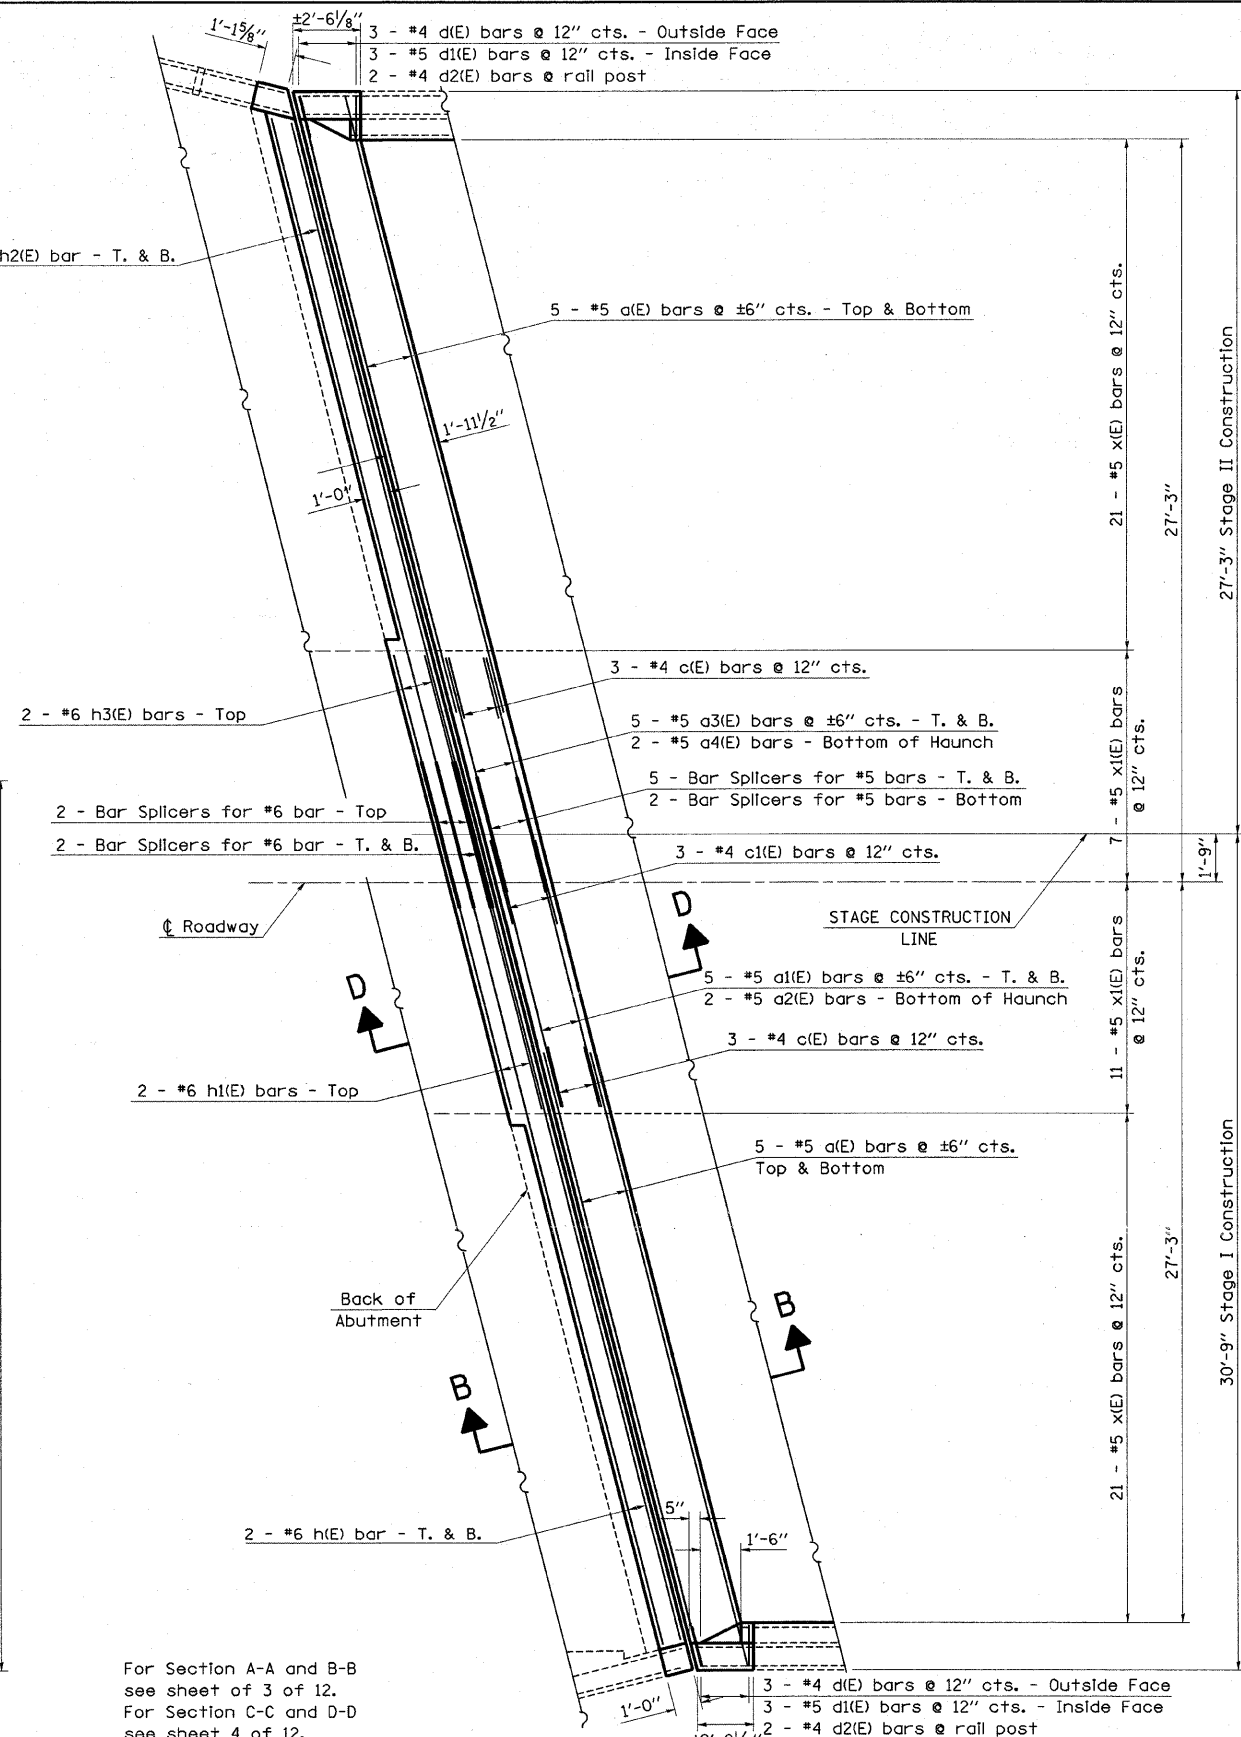 1'-1⅝"
±2'-6⅛"
3 - #4 d(E) bars @ 12" cts. - Outside Face
3 - #5 d1(E) bars @ 12" cts. - Inside Face
2 - #4 d2(E) bars @ rail post
h2(E) bar - T. & B.
5 - #5 a(E) bars @ ±6" cts. - Top & Bottom
21 - #5 x(E) bars @ 12" cts.
27'-3"
27'-3" Stage II Construction
1'-11½"
1'-0"
3 - #4 c(E) bars @ 12" cts.
2 - #6 h3(E) bars - Top
5 - #5 a3(E) bars @ ±6" cts. - T. & B.
2 - #5 a4(E) bars - Bottom of Haunch
7 - #5 x1(E) bars
@ 12" cts.
5 - Bar Splicers for #5 bars - T. & B.
2 - Bar Splicers for #5 bars - Bottom
2 - Bar Splicers for #6 bar - Top
2 - Bar Splicers for #6 bar - T. & B.
3 - #4 c1(E) bars @ 12" cts.
1'-9"
℄ Roadway
STAGE CONSTRUCTION
LINE
D
D
5 - #5 a1(E) bars @ ±6" cts. - T. & B.
2 - #5 a2(E) bars - Bottom of Haunch
11 - #5 x1(E) bars
@ 12" cts.
3 - #4 c(E) bars @ 12" cts.
2 - #6 h1(E) bars - Top
5 - #5 a(E) bars @ ±6" cts.
Top & Bottom
27'-3"
30'-9" Stage I Construction
21 - #5 x(E) bars @ 12" cts.
Back of
Abutment
B
B
5"
1'-6"
2 - #6 h(E) bar - T. & B.
For Section A-A and B-B
see sheet of 3 of 12.
For Section C-C and D-D
see sheet 4 of 12.
1'-0"
3 - #4 d(E) bars @ 12" cts. - Outside Face
3 - #5 d1(E) bars @ 12" cts. - Inside Face
2 - #4 d2(E) bars @ rail post